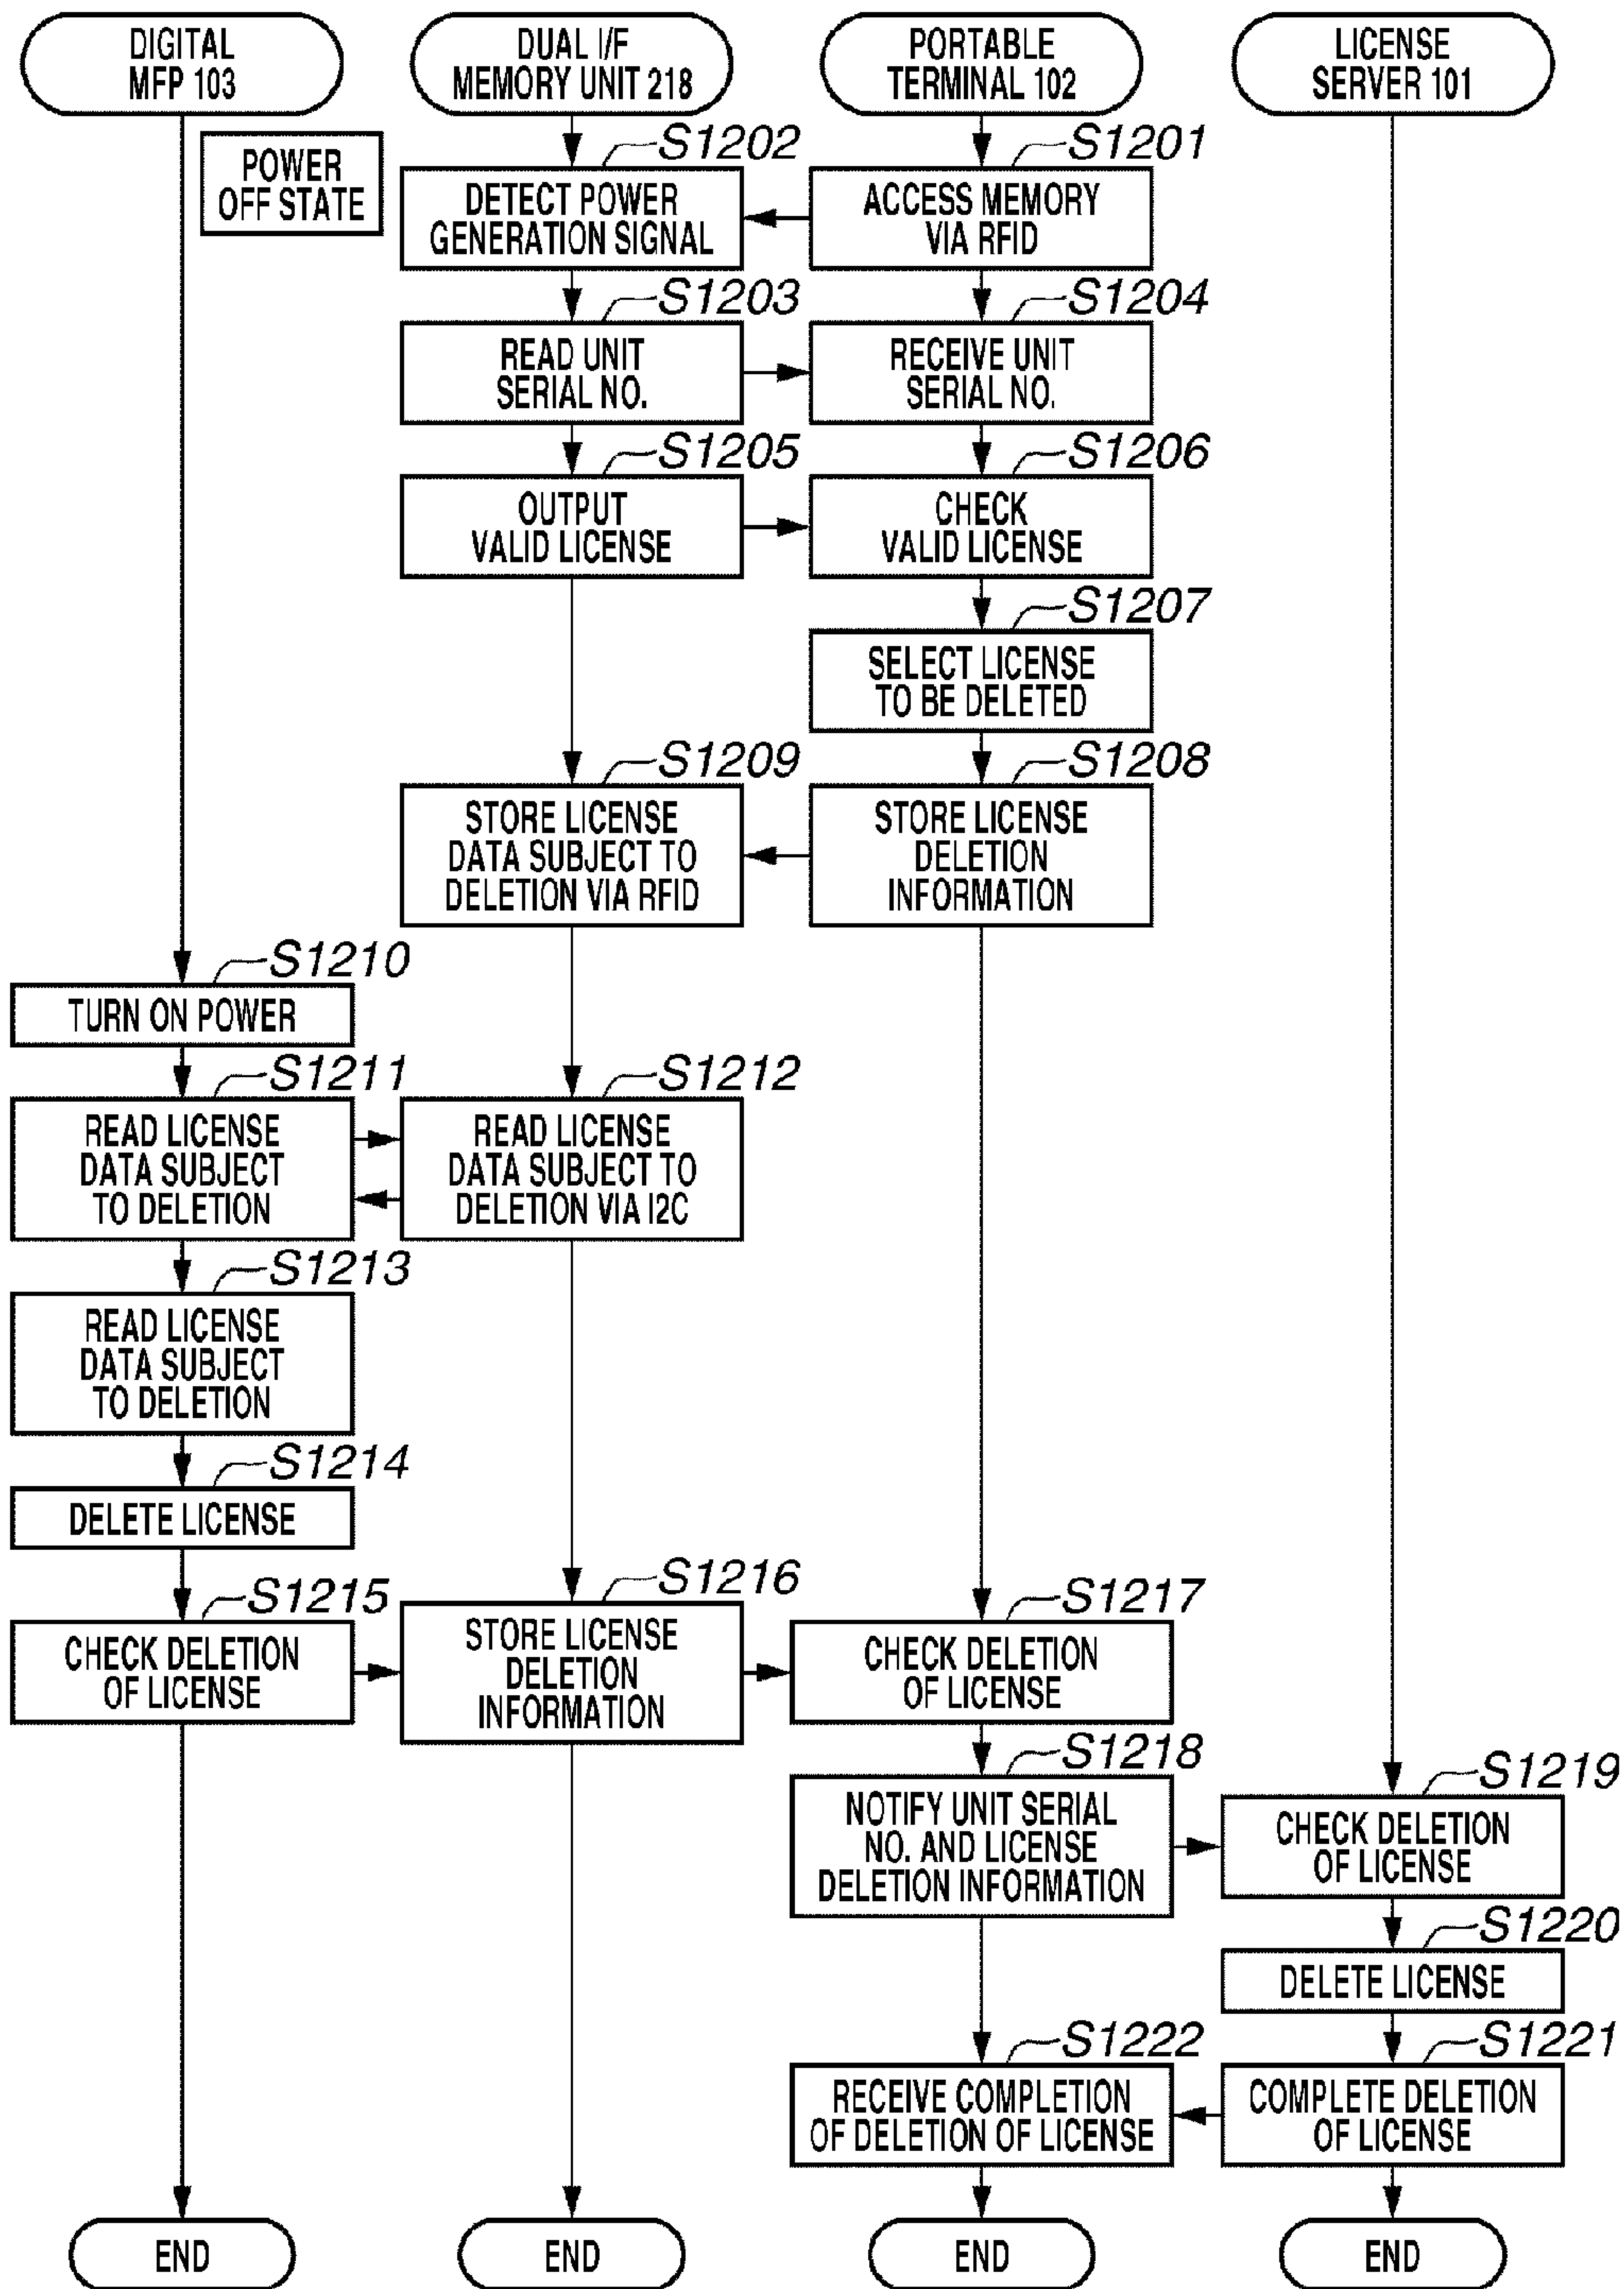 DIGITAL
MFP 103
DUAL I/F
MEMORY UNIT 218
PORTABLE
TERMINAL 102
LICENSE
SERVER 101
POWER
OFF STATE
S1202
DETECT POWER
GENERATION SIGNAL
S1201
ACCESS MEMORY
VIA RFID
S1203
READ UNIT
SERIAL NO.
S1204
RECEIVE UNIT
SERIAL NO.
S1205
OUTPUT
VALID LICENSE
S1206
CHECK
VALID LICENSE
S1207
SELECT LICENSE
TO BE DELETED
S1209
STORE LICENSE
DATA SUBJECT TO
DELETION VIA RFID
S1208
STORE LICENSE
DELETION
INFORMATION
S1210
TURN ON POWER
S1211
READ LICENSE
DATA SUBJECT
TO DELETION
S1212
READ LICENSE
DATA SUBJECT TO
DELETION VIA I2C
S1213
READ LICENSE
DATA SUBJECT
TO DELETION
S1214
DELETE LICENSE
S1215
CHECK DELETION
OF LICENSE
S1216
STORE LICENSE
DELETION
INFORMATION
S1217
CHECK DELETION
OF LICENSE
S1218
NOTIFY UNIT SERIAL
NO. AND LICENSE
DELETION INFORMATION
S1219
CHECK DELETION
OF LICENSE
S1220
DELETE LICENSE
S1222
RECEIVE COMPLETION
OF DELETION OF LICENSE
S1221
COMPLETE DELETION
OF LICENSE
END
END
END
END